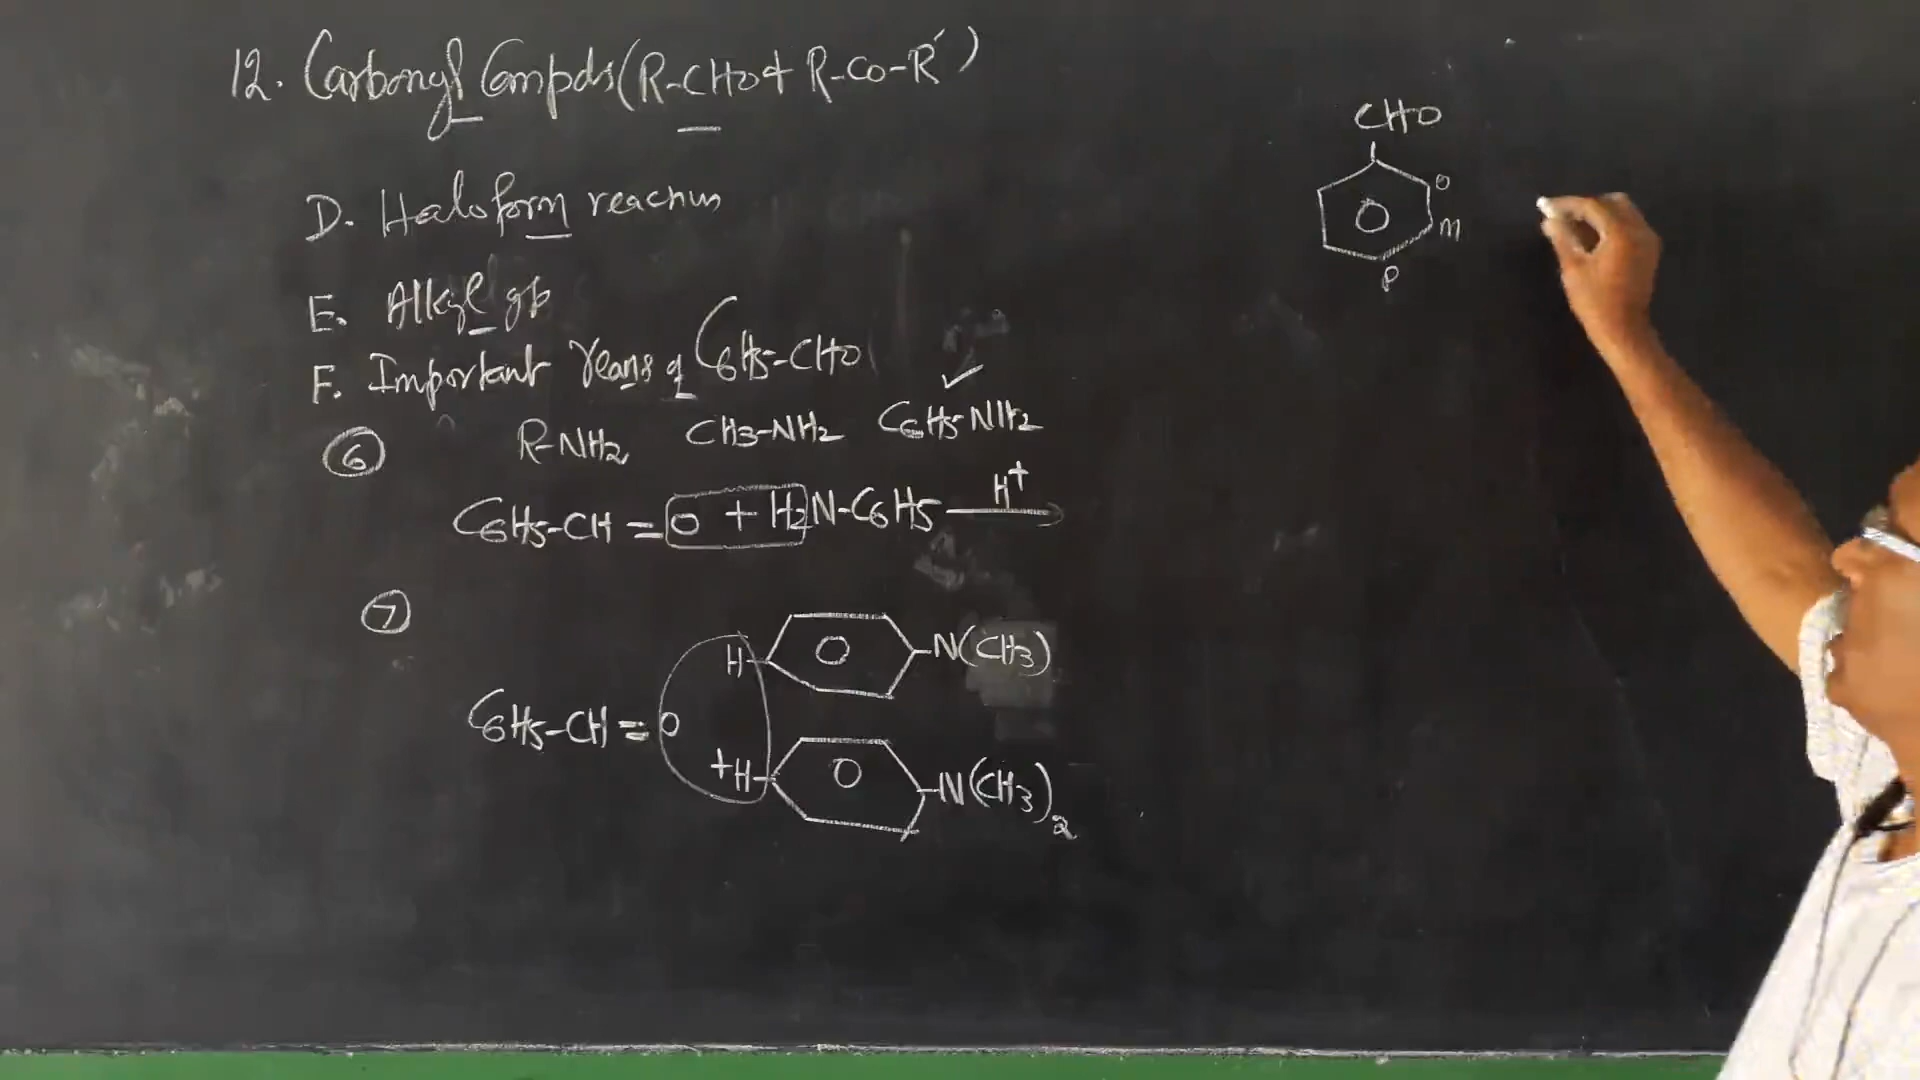 12. Carbonyl Compds (R-CHO + R-CO-R')
D. Haloform reaction
E. Alkyl gp
F. Important reans of C6H5-CHO
6
R-NH2 CH3-NH2 C6H5NH2
C6H5-CH=O + H2N-C6H5 H+
7
H- O -N(CH3)
C6H5-CH=O
+H- O -N(CH3)2
CHO
O
o
m
p